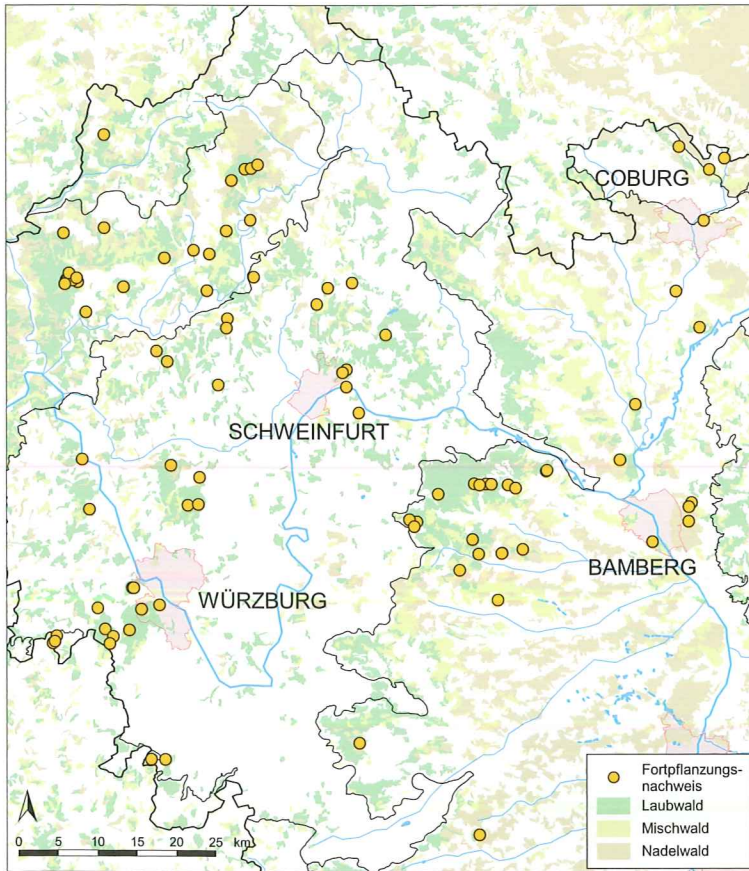 COBURG
SCHWEINFURT
WÜRZBURG
BAMBERG
Fortpflanzungs-
nachweis
Laubwald
Mischwald
Nadelwald
0 5 10 15 20 25 km